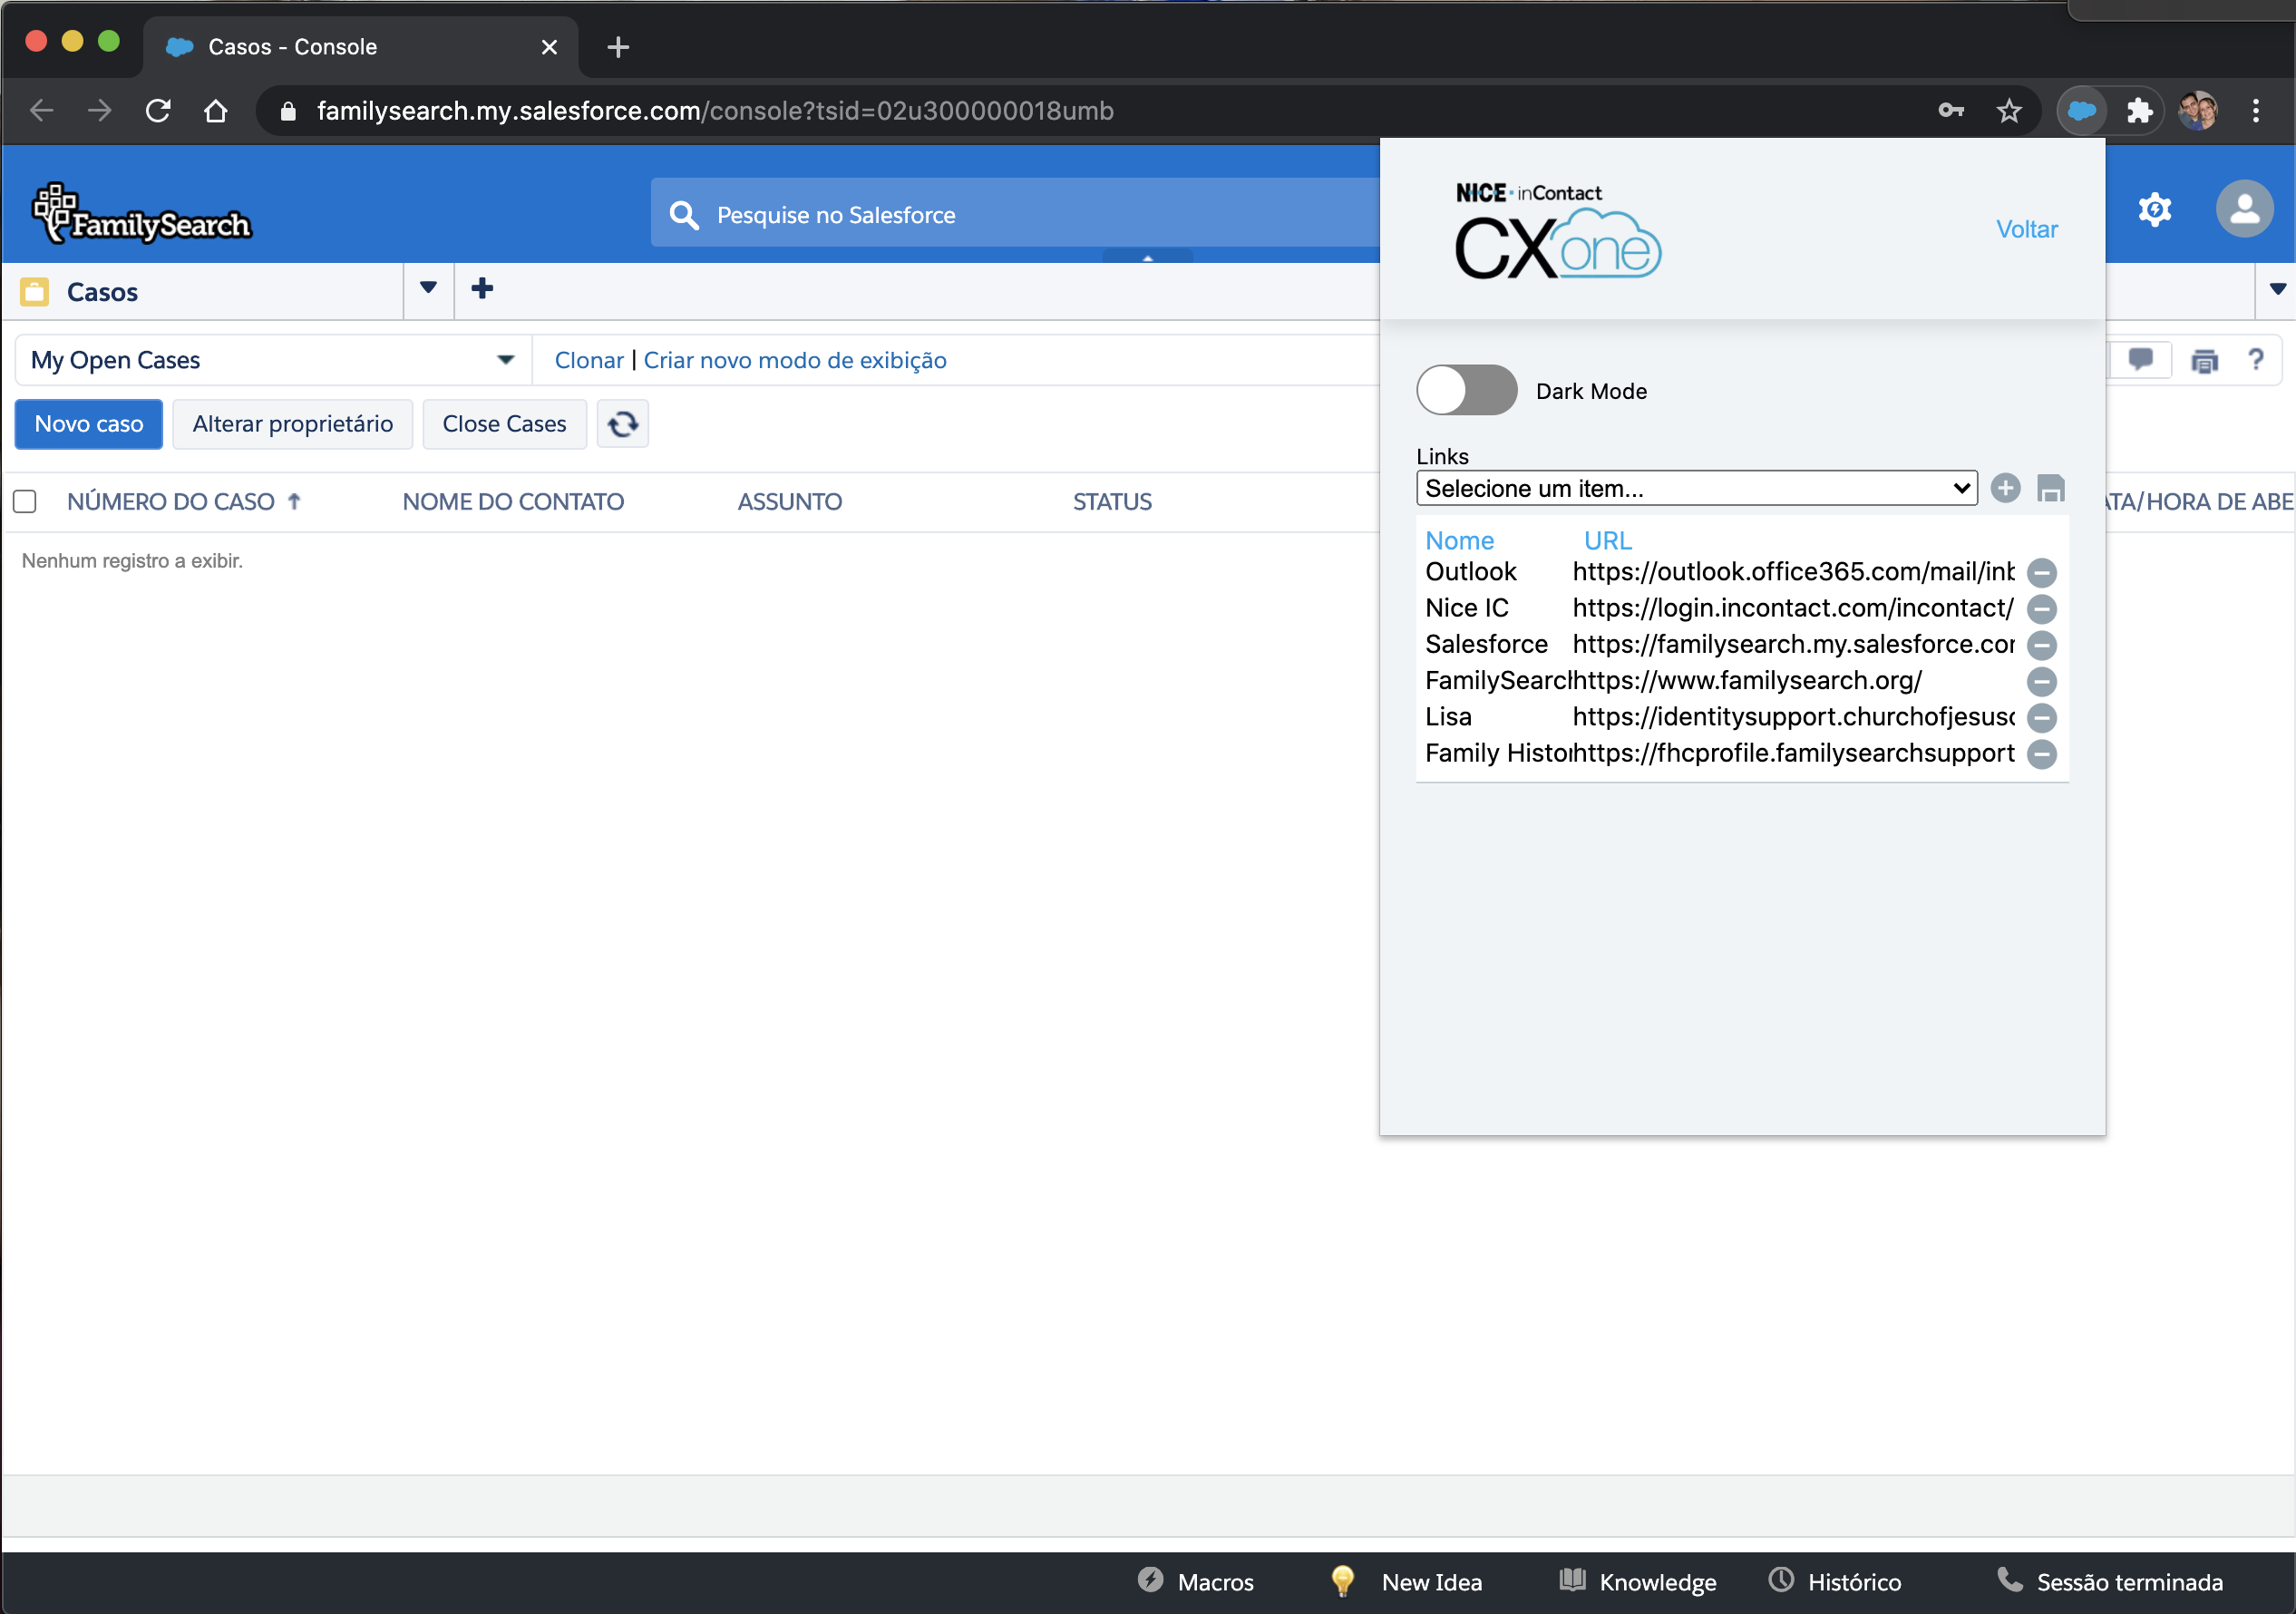 Casos - Console
familysearch.my.salesforce.com/console?tsid=02u300000018umb
FamilySearch
Pesquise no Salesforce
NICE inContact
CXone
Voltar
Casos
My Open Cases
Clonar | Criar novo modo de exibição
?
Novo caso
Alterar proprietário
Close Cases
Dark Mode
Links
Selecione um item...
NÚMERO DO CASO
NOME DO CONTATO
ASSUNTO
STATUS
ATA/HORA DE ABE
Nenhum registro a exibir.
Nome URL
Outlook https://outlook.office365.com/mail/inb
Nice IC https://login.incontact.com/incontact/
Salesforce https://familysearch.my.salesforce.cor
FamilySearch https://www.familysearch.org/
Lisa https://identitysupport.churchofjesusc
Family Histor https://fhcprofile.familysearchsupport
Macros
New Idea
Knowledge
Histórico
Sessão terminada